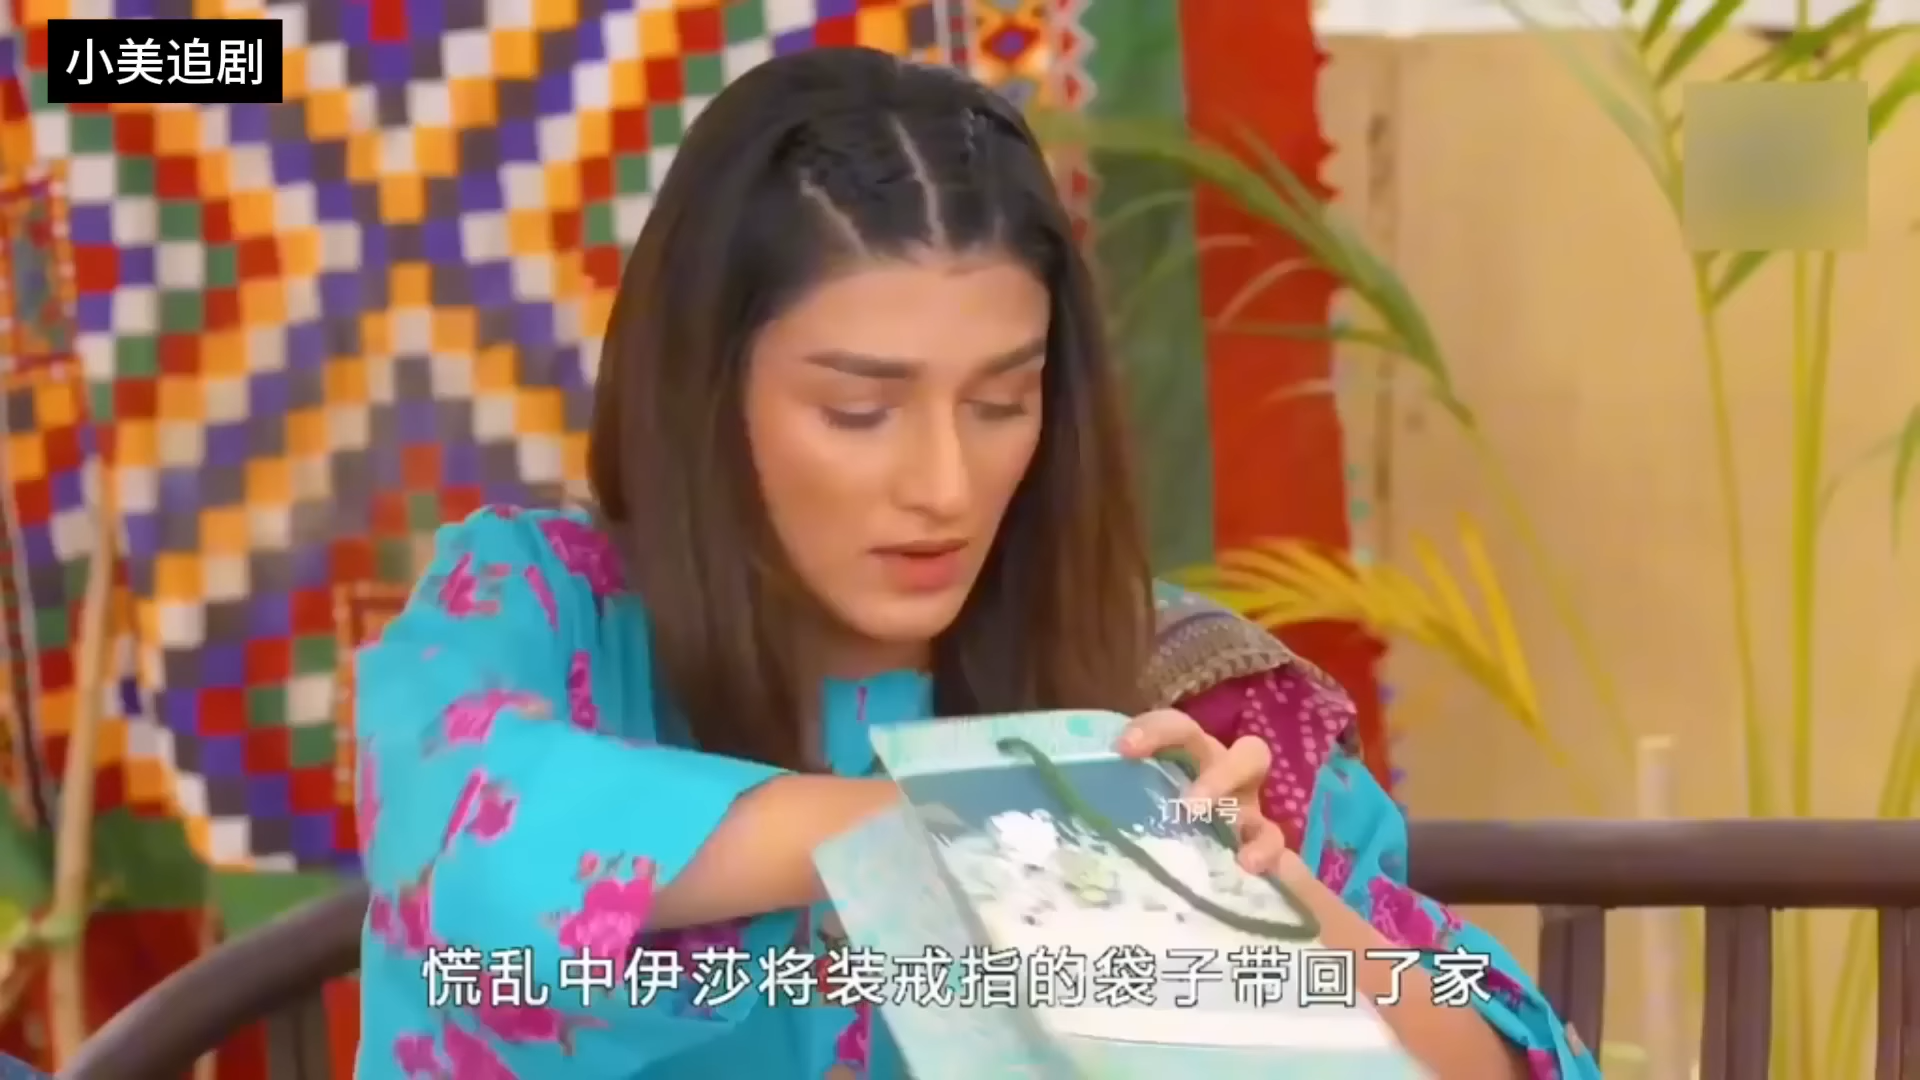 小美追剧
订阅号
慌乱中伊莎将装戒指的袋子带回了家